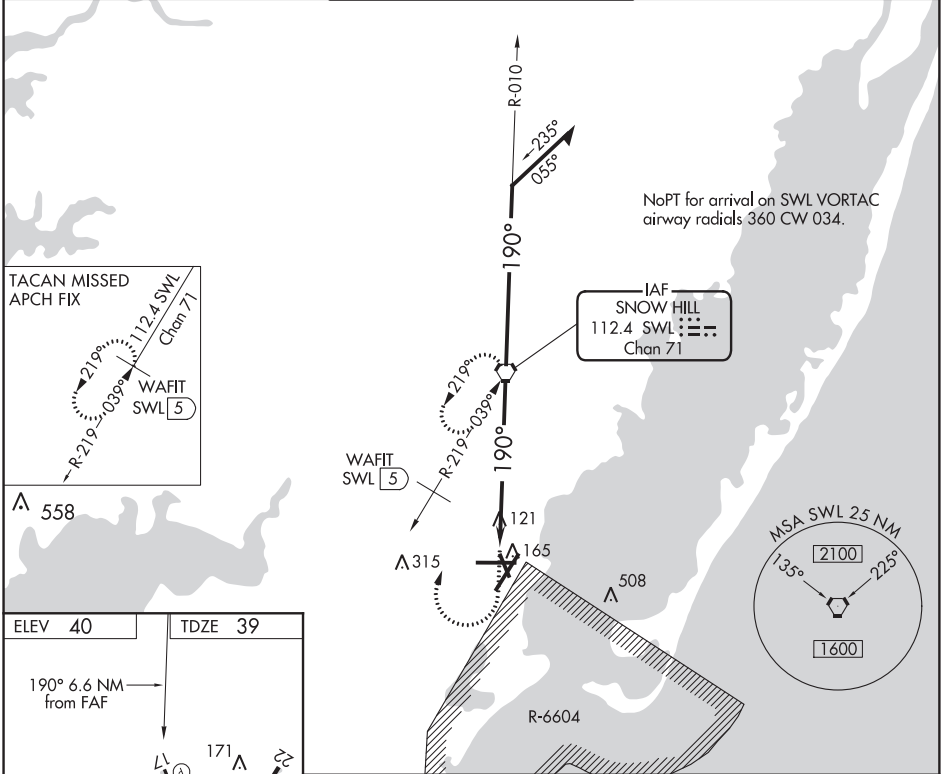 R-010
235°
055°
NoPT for arrival on SWL VORTAC
airway radials 360 CW 034.
190°
TACAN MISSED
APCH FIX
112.4 SWL
Chan 71
219°
039°
R-219
WAFIT
SWL 5
IAF
SNOW HILL
112.4 SWL
Chan 71
219°
039°
R-219
190°
WAFIT
SWL 5
558
121
165
315
508
MSA SWL 25 NM
2100
135°
225°
1600
R-6604
ELEV 40
TDZE 39
190° 6.6 NM
from FAF
17
A
171
22